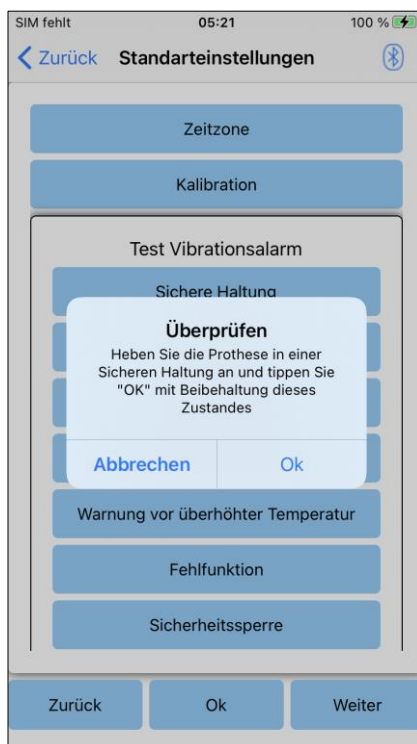 SIM fehlt 05:21 100 %
Zurück Standarteinstellungen
Zeitzone
Kalibration
Test Vibrationsalarm
Sichere Haltung
Überprüfen
Heben Sie die Prothese in einer
Sicheren Haltung an und tippen Sie
"OK" mit Beibehaltung dieses
Zustandes
Abbrechen Ok
Warnung vor überhöhter Temperatur
Fehlfunktion
Sicherheitssperre
Zurück Ok Weiter